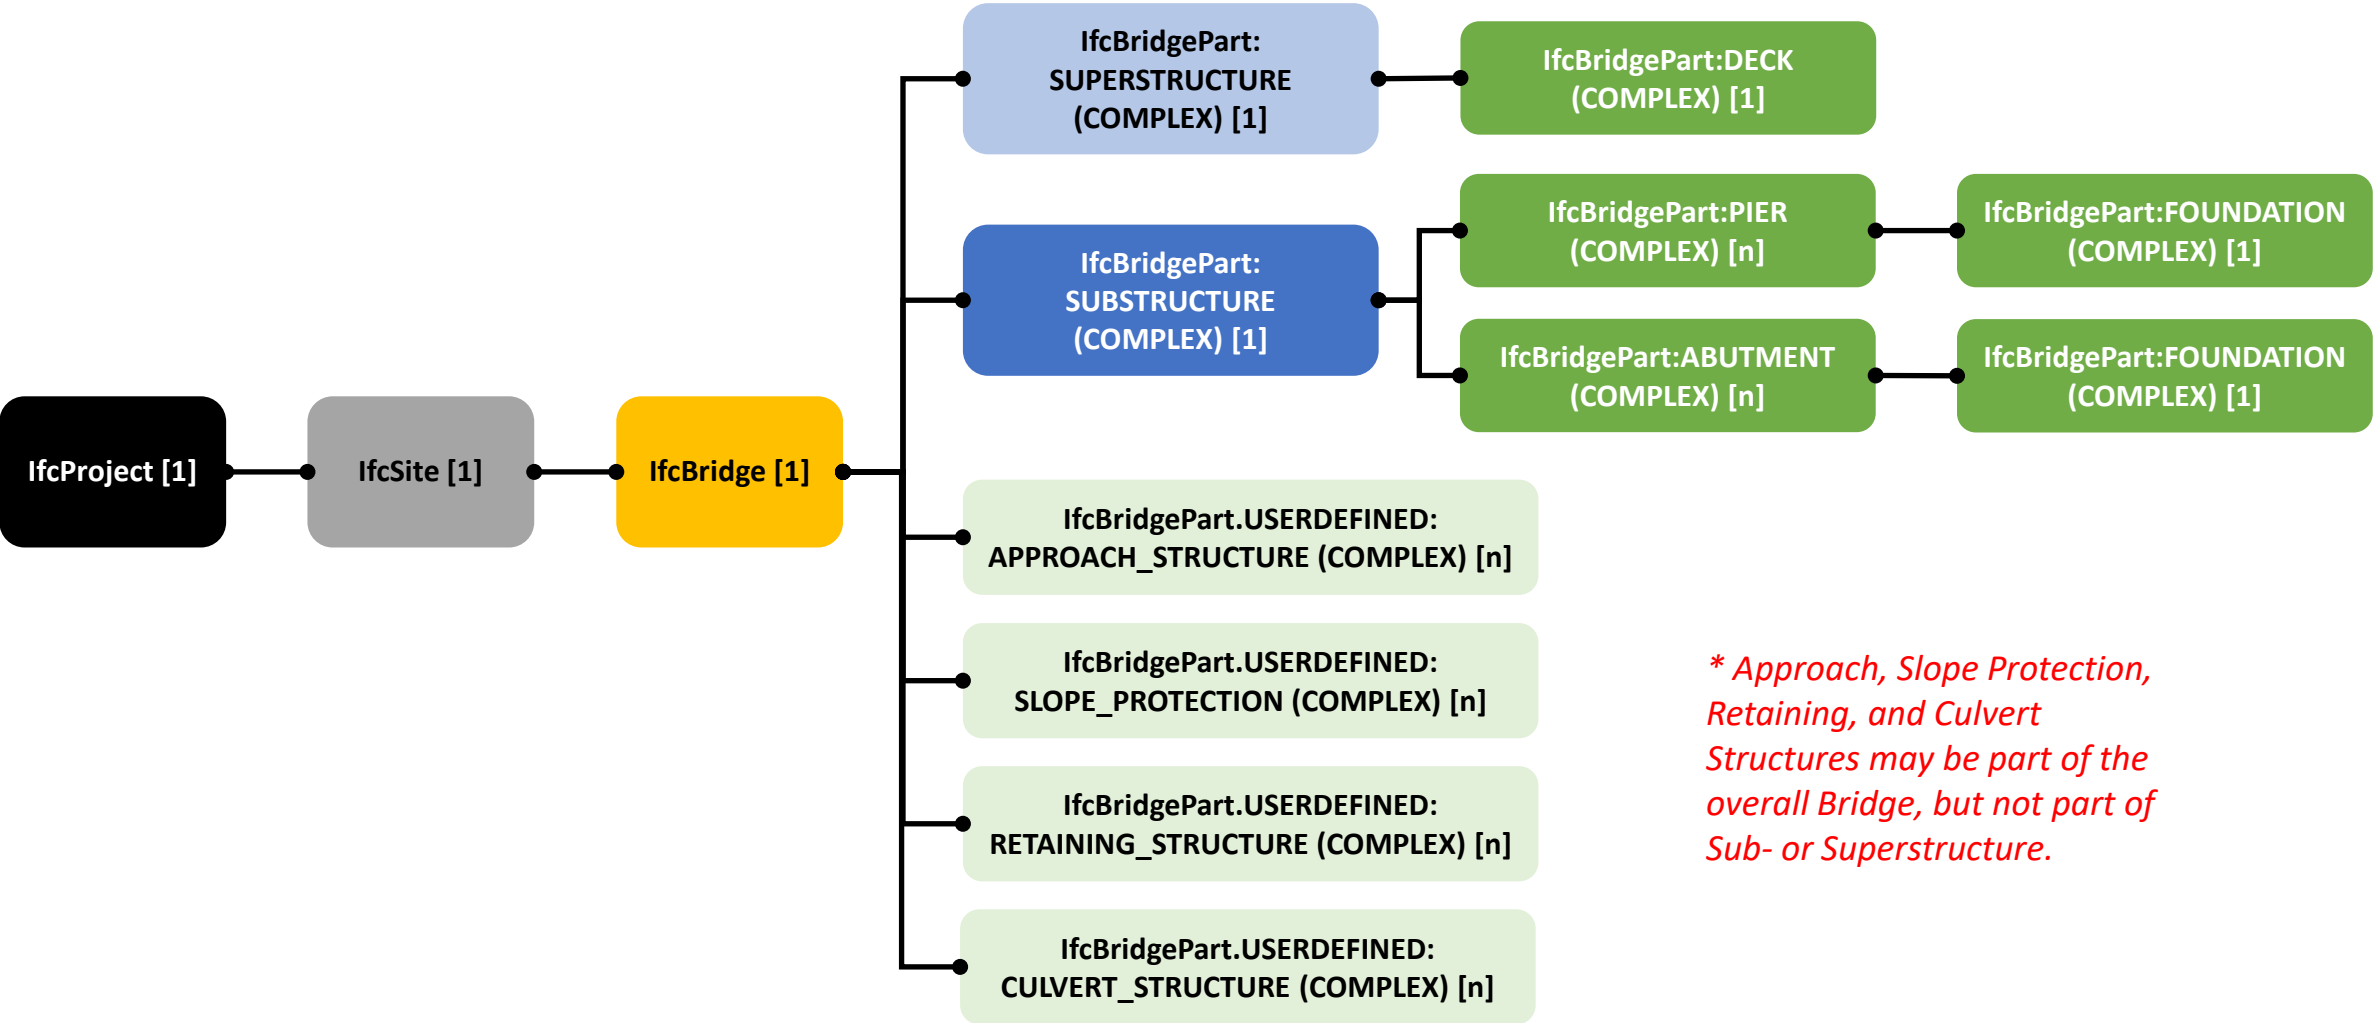 IfcProject [1]
IfcSite [1]
IfcBridge [1]
IfcBridgePart:
SUPERSTRUCTURE
(COMPLEX) [1]
IfcBridgePart:DECK
(COMPLEX) [1]
IfcBridgePart:
SUBSTRUCTURE
(COMPLEX) [1]
IfcBridgePart:PIER
(COMPLEX) [n]
IfcBridgePart:FOUNDATION
(COMPLEX) [1]
IfcBridgePart:ABUTMENT
(COMPLEX) [n]
IfcBridgePart:FOUNDATION
(COMPLEX) [1]
IfcBridgePart.USERDEFINED:
APPROACH_STRUCTURE (COMPLEX) [n]
IfcBridgePart.USERDEFINED:
SLOPE_PROTECTION (COMPLEX) [n]
IfcBridgePart.USERDEFINED:
RETAINING_STRUCTURE (COMPLEX) [n]
IfcBridgePart.USERDEFINED:
CULVERT_STRUCTURE (COMPLEX) [n]
* Approach, Slope Protection,
Retaining, and Culvert
Structures may be part of the
overall Bridge, but not part of
Sub- or Superstructure.